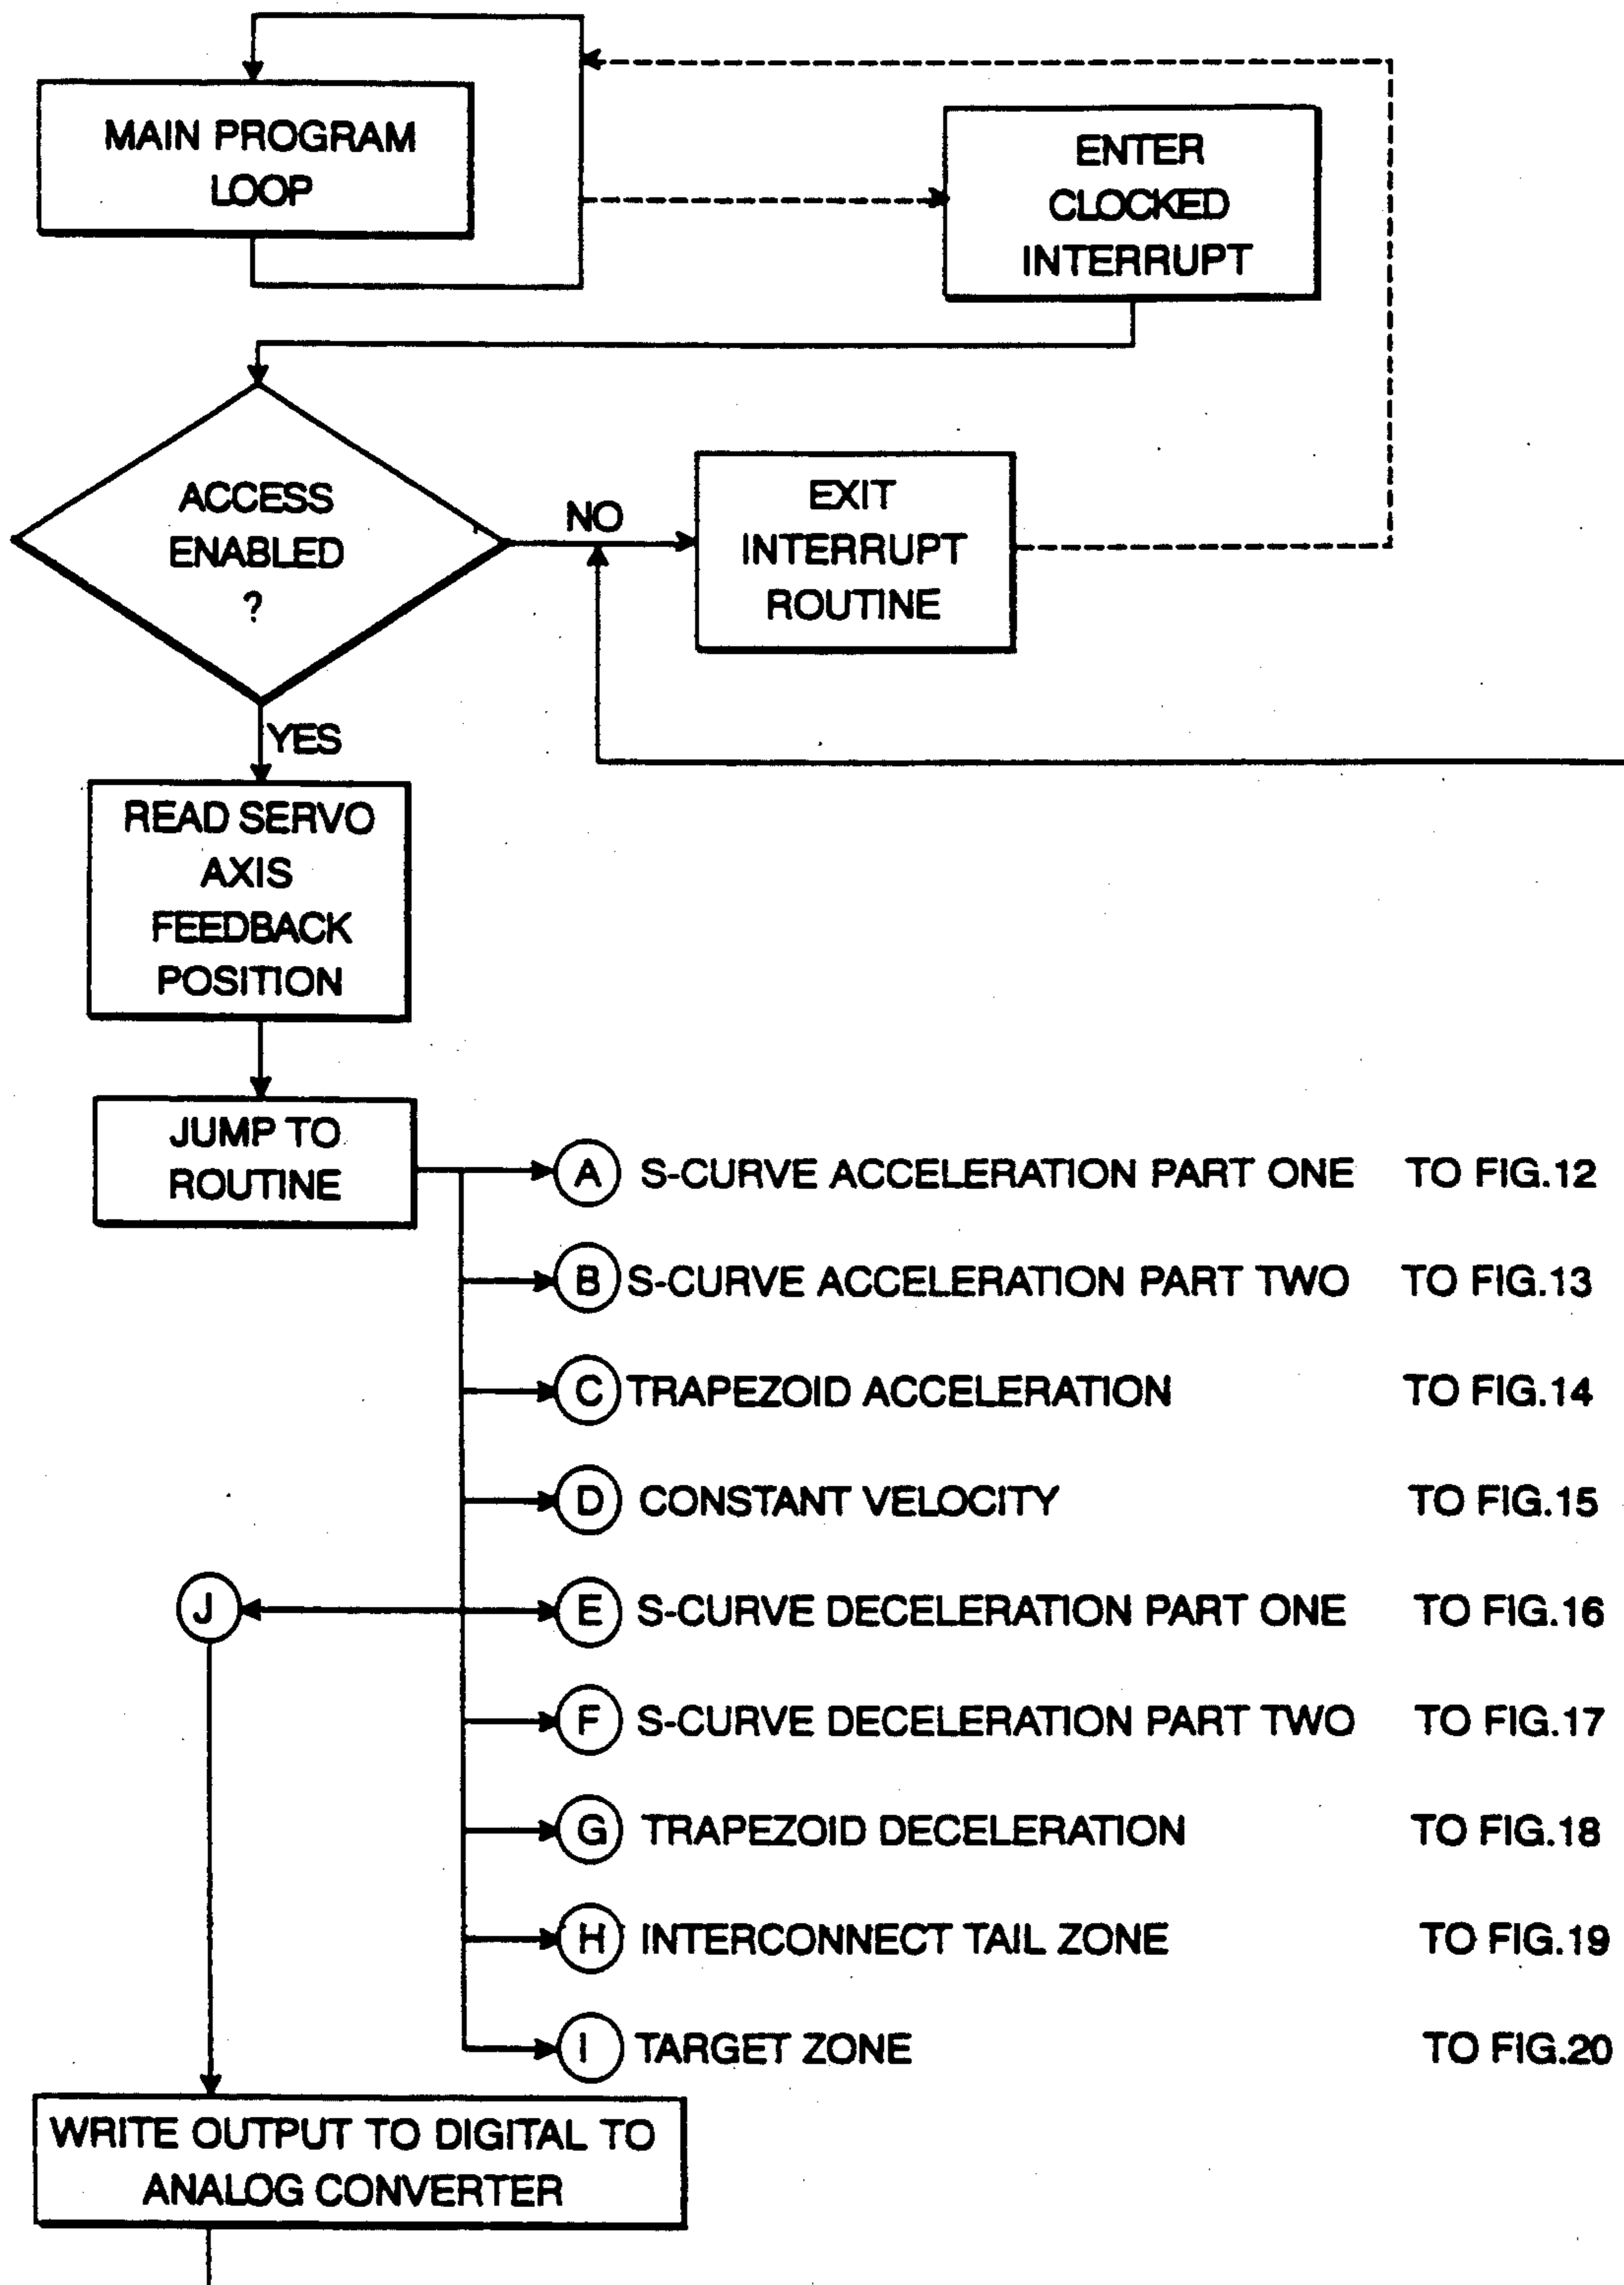 MAIN PROGRAM
LOOP
ENTER
CLOCKED
INTERRUPT
ACCESS
ENABLED
?
NO
EXIT
INTERRUPT
ROUTINE
YES
READ SERVO
AXIS
FEEDBACK
POSITION
JUMP TO
ROUTINE
A S-CURVE ACCELERATION PART ONE TO FIG.12
B S-CURVE ACCELERATION PART TWO TO FIG.13
C TRAPEZOID ACCELERATION TO FIG.14
D CONSTANT VELOCITY TO FIG.15
J E S-CURVE DECELERATION PART ONE TO FIG.16
F S-CURVE DECELERATION PART TWO TO FIG.17
G TRAPEZOID DECELERATION TO FIG.18
H INTERCONNECT TAIL ZONE TO FIG.19
I TARGET ZONE TO FIG.20
WRITE OUTPUT TO DIGITAL TO
ANALOG CONVERTER